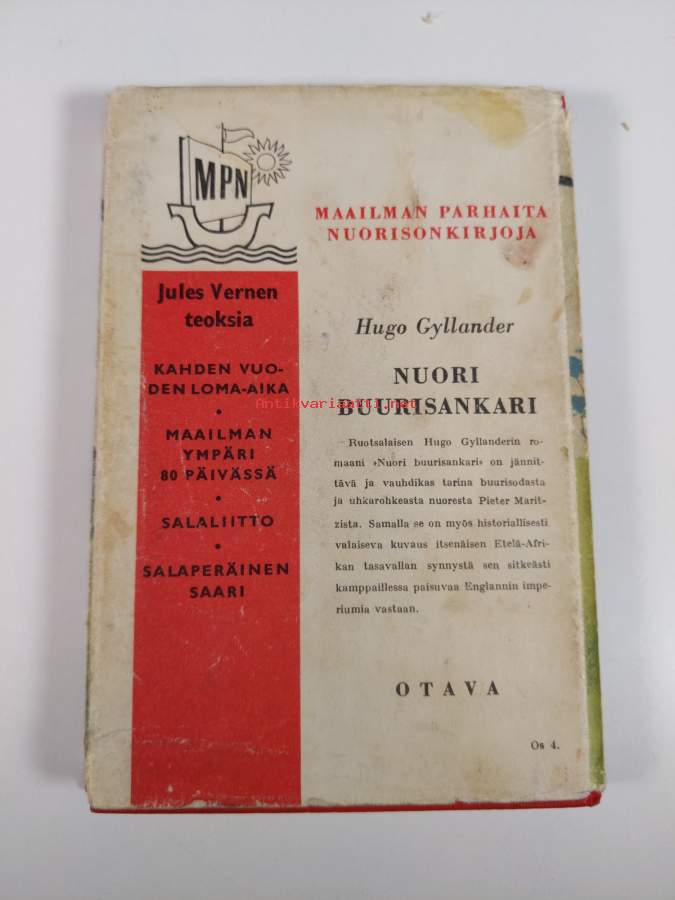 MPN
MAAILMAN PARHAITA
NUORISONKIRJOJA
Jules Vernen
teoksia
KAHDEN VUO-
DEN LOMA-AIKA
•
MAAILMAN
YMPÄRI
80 PÄIVÄSSÄ
•
SALALIITTO
•
SALAPERÄINEN
SAARI
Hugo Gyllander
NUORI
BUURISANKARI
Antikvariaatti.net
Ruotsalaisen Hugo Gyllanderin ro-
maani »Nuori buurisankari» on jännit-
tävä ja vauhdikas tarina buurisodasta
ja uhkarohkeasta nuoresta Pieter Marit-
zista. Samalla se on myös historiallisesti
valaiseva kuvaus itsenäisen Etelä-Afri-
kan tasavallan synnystä sen sitkeästi
kamppaillessa paisuvaa Englannin impe-
riumia vastaan.
OTAVA
Os 4.